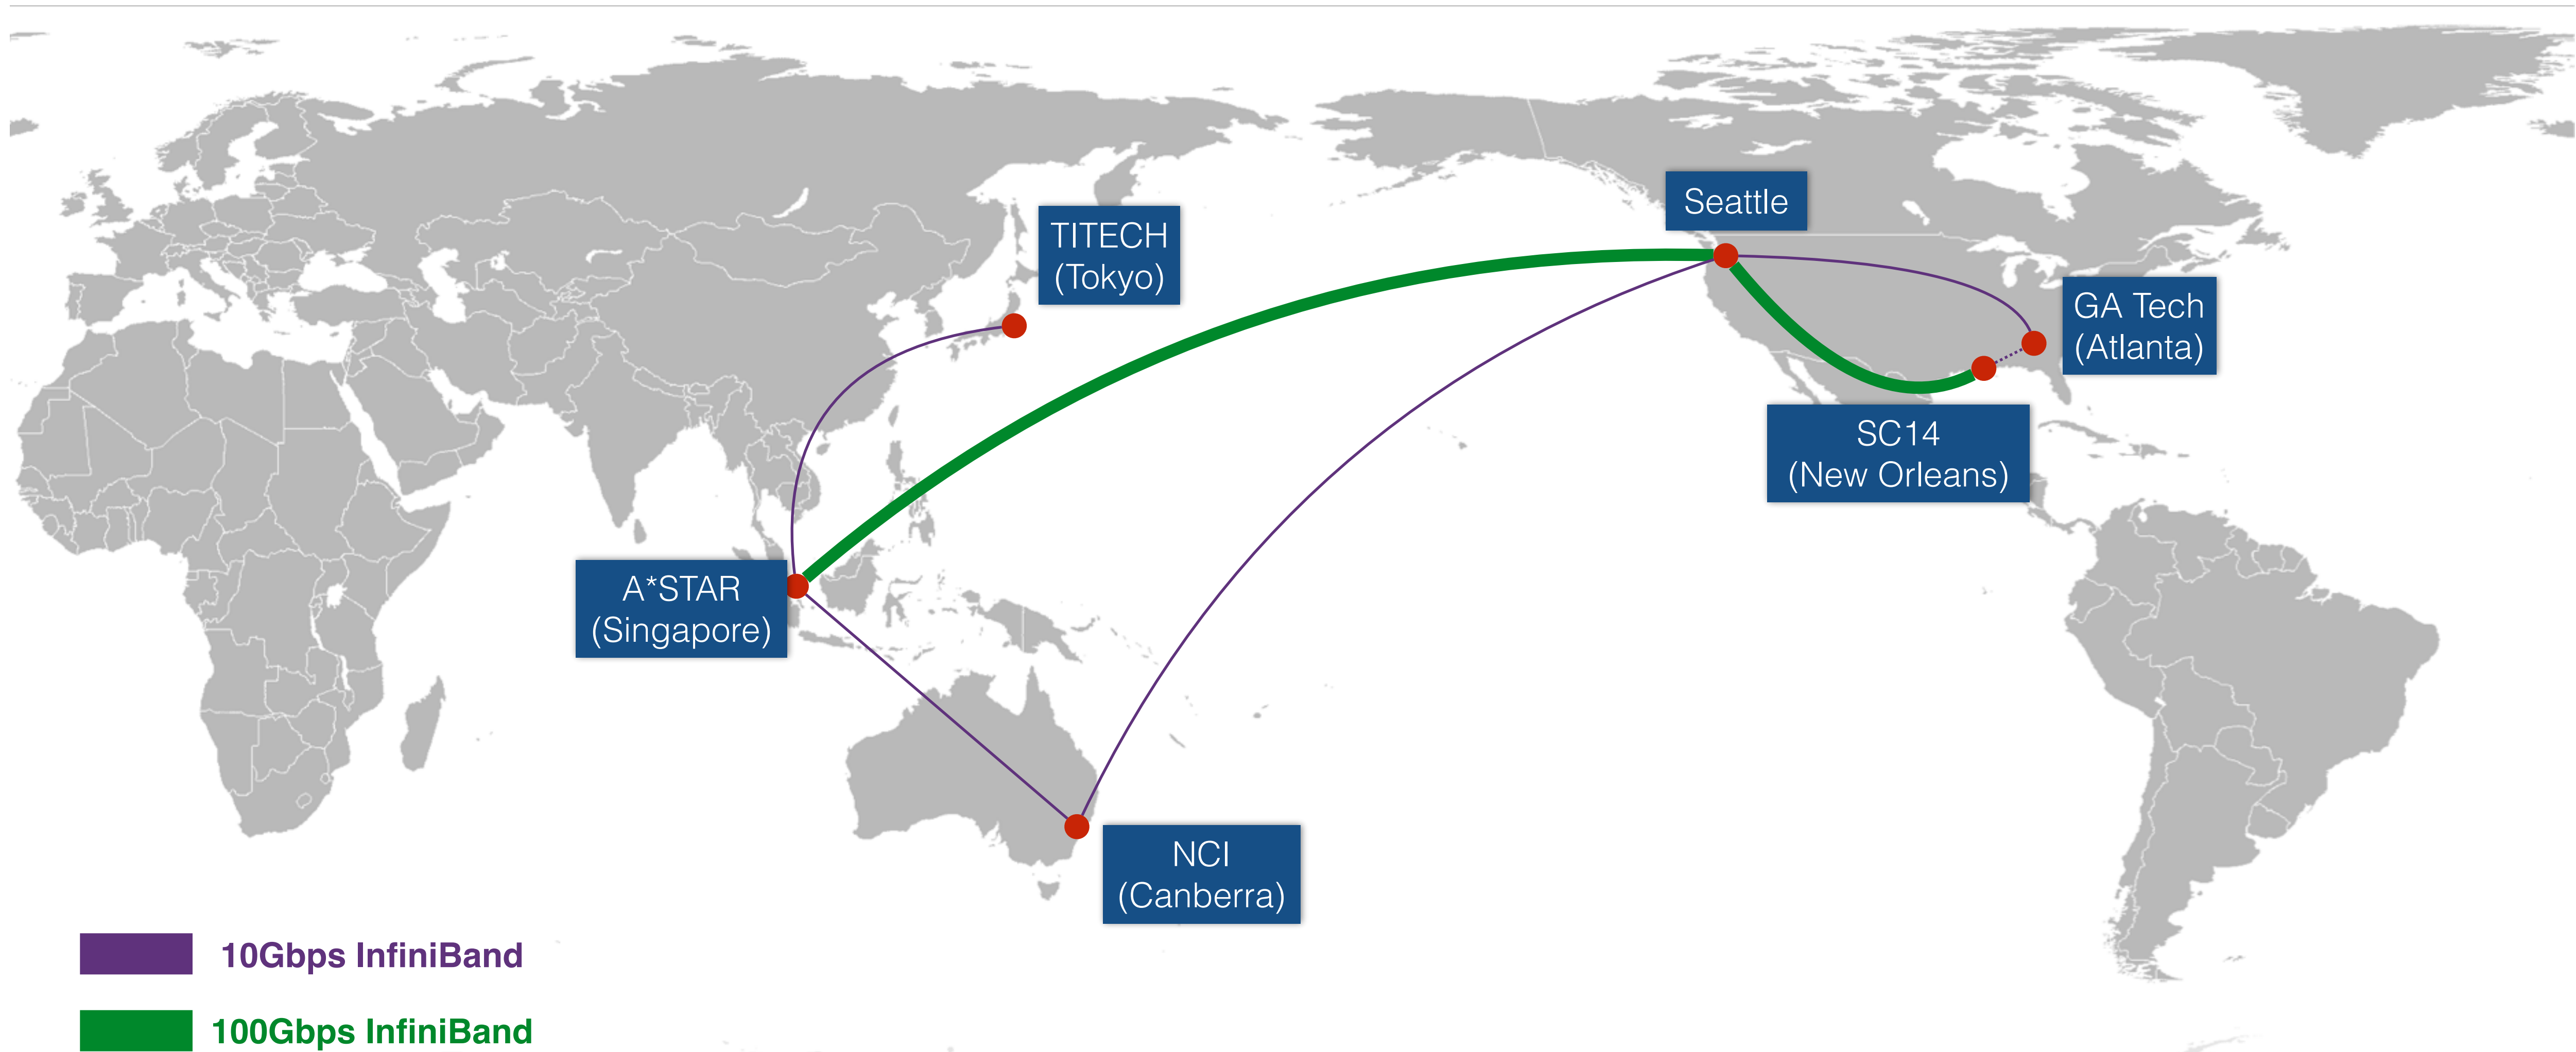 Seattle
TITECH
(Tokyo)
GA Tech
(Atlanta)
SC14
(New Orleans)
A*STAR
(Singapore)
NCI
(Canberra)
10Gbps InfiniBand
100Gbps InfiniBand